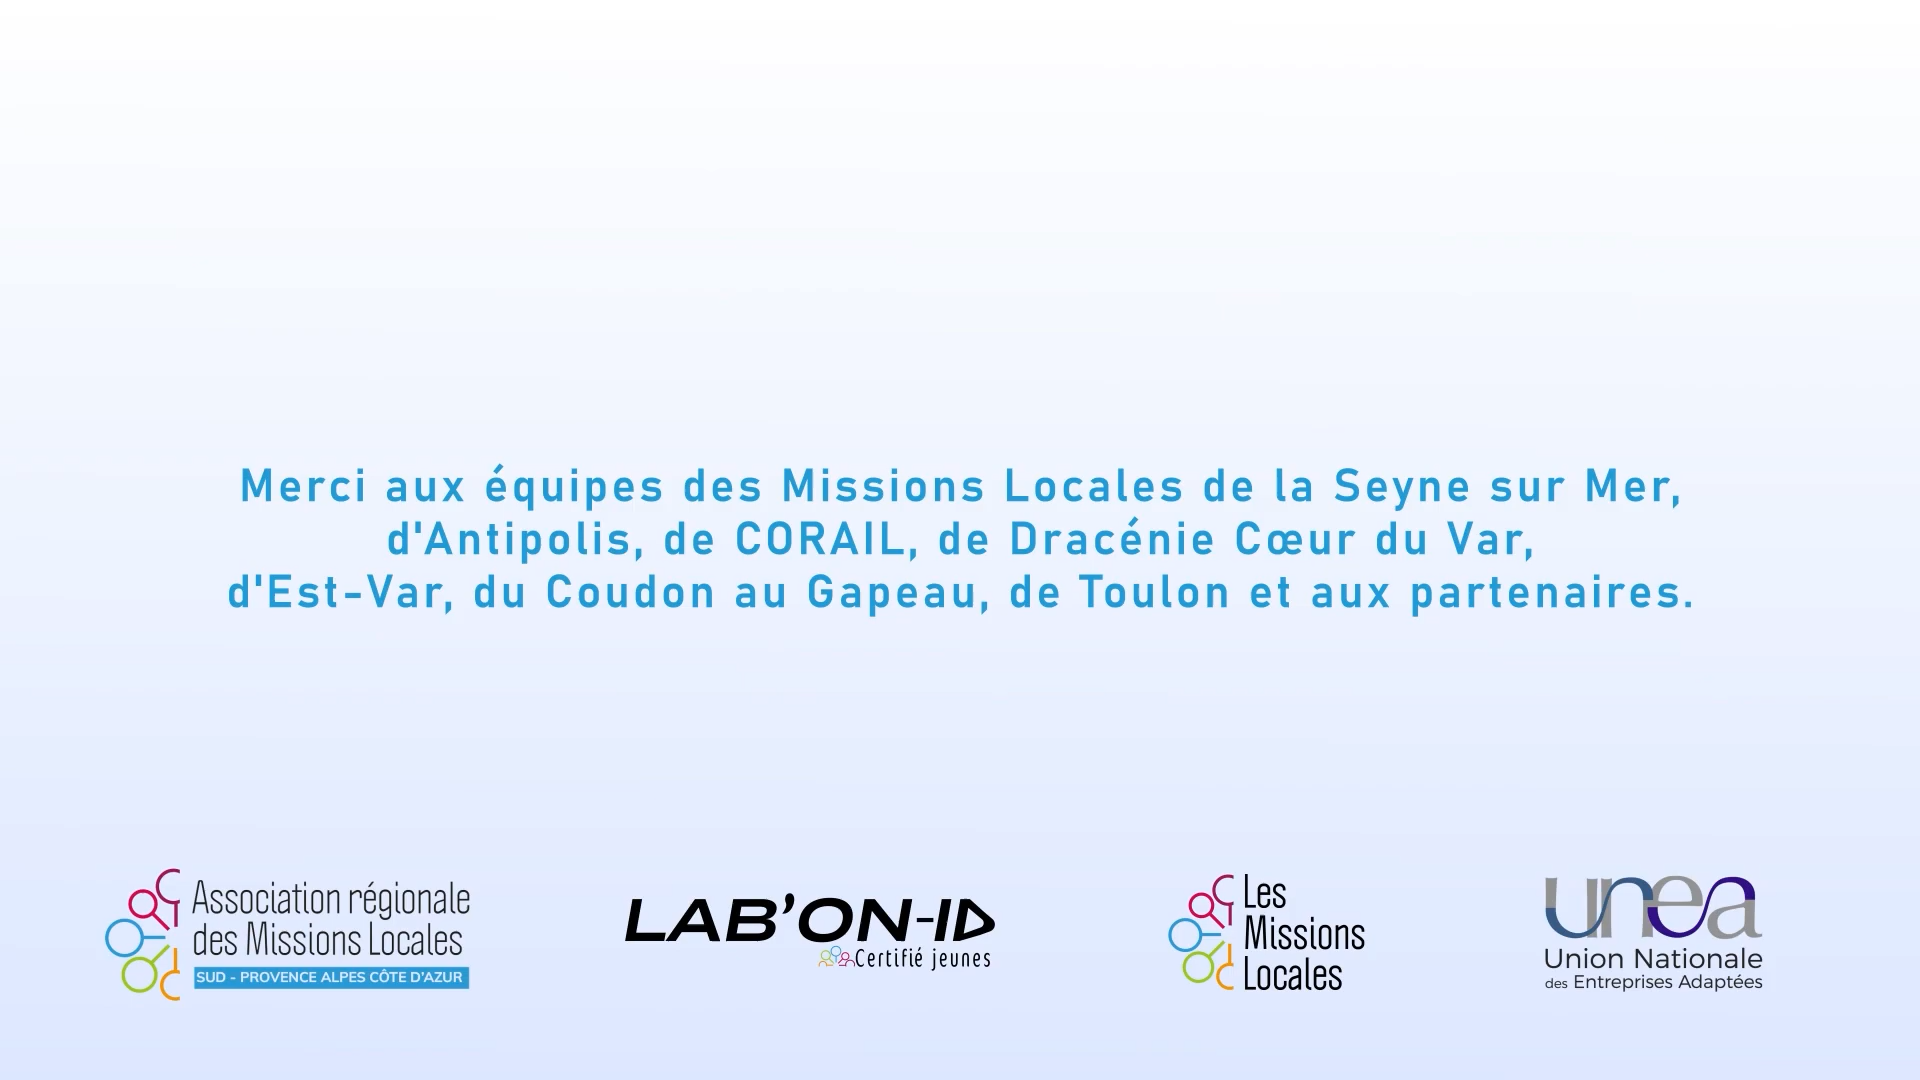 Merci aux équipes des Missions Locales de la Seyne sur Mer,
d'Antipolis, de CORAIL, de Dracénie Cœur du Var,
d'Est-Var, du Coudon au Gapeau, de Toulon et aux partenaires.
Association régionale
des Missions Locales
SUD - PROVENCE ALPES CÔTE D'AZUR
LAB'ON-ID
Certifié jeunes
Les
Missions
Locales
unea
Union Nationale
des Entreprises Adaptées